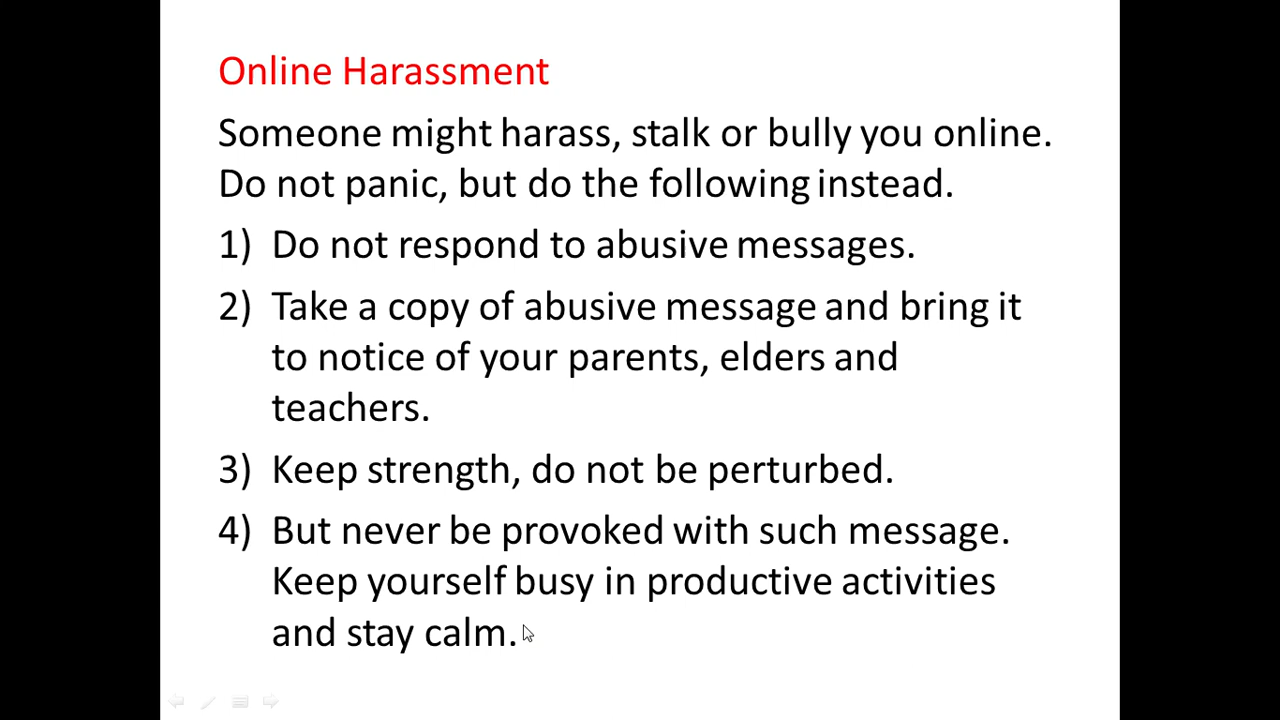 Online Harassment
Someone might harass, stalk or bully you online.
Do not panic, but do the following instead.
1) Do not respond to abusive messages.
2) Take a copy of abusive message and bring it
to notice of your parents, elders and
teachers.
3) Keep strength, do not be perturbed.
4) But never be provoked with such message.
Keep yourself busy in productive activities
and stay calm.